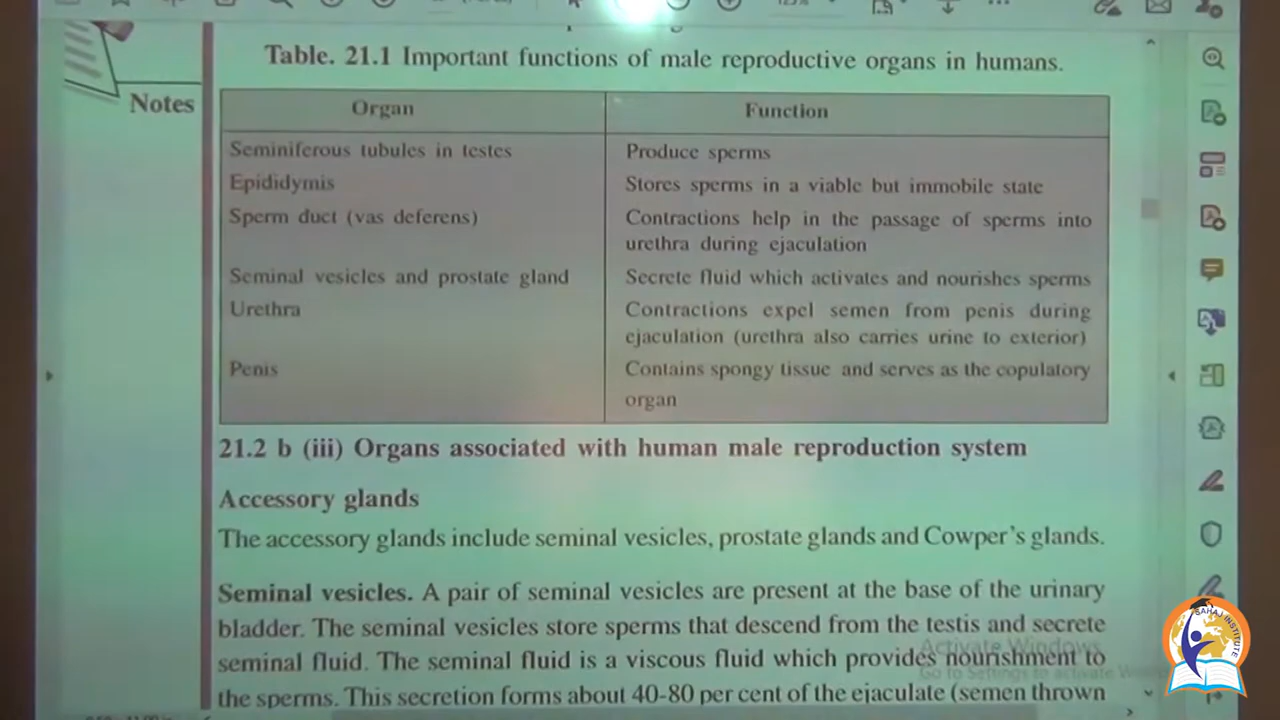 Table. 21.1 Important functions of male reproductive organs in humans.
Notes
Organ Function
Seminiferous tubules in testes Produce sperms
Epididymis Stores sperms in a viable but immobile state
Sperm duct (vas deferens) Contractions help in the passage of sperms into
urethra during ejaculation
Seminal vesicles and prostate gland Secrete fluid which activates and nourishes sperms
Urethra Contractions expel semen from penis during
ejaculation (urethra also carries urine to exterior)
Penis Contains spongy tissue and serves as the copulatory
organ
21.2 b (iii) Organs associated with human male reproduction system
Accessory glands
The accessory glands include seminal vesicles, prostate glands and Cowper's glands.
Seminal vesicles. A pair of seminal vesicles are present at the base of the urinary
bladder. The seminal vesicles store sperms that descend from the testis and secrete
seminal fluid. The seminal fluid is a viscous fluid which provides nourishment to
the sperms. This secretion forms about 40-80 per cent of the ejaculate (semen thrown
Activate Windows
Go to Settings to activate
SAHAJ INSTITUTE